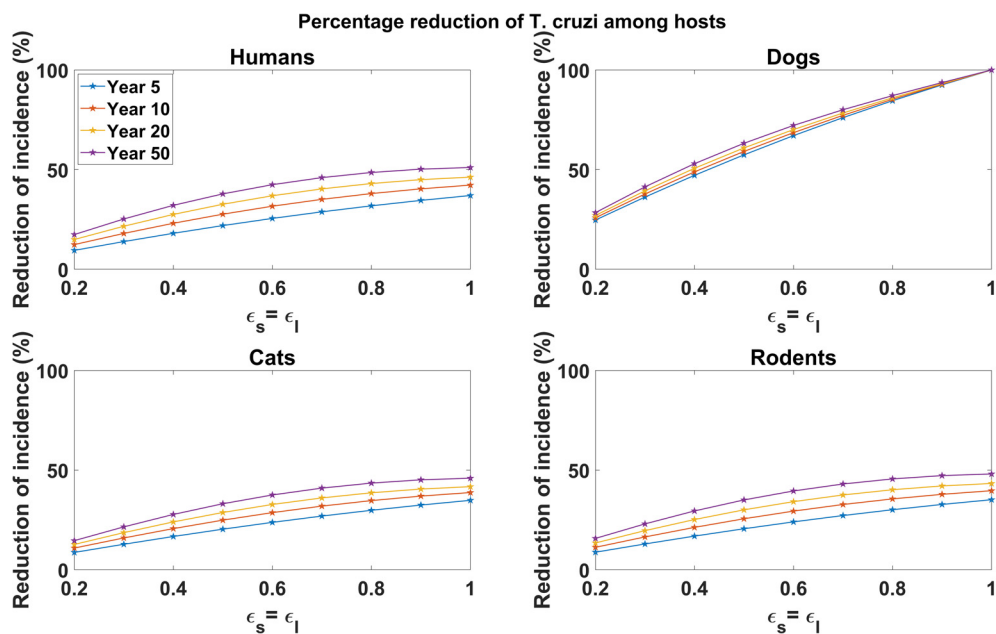 Percentage reduction of T. cruzi among hosts
Humans
Reduction of incidence (%)
100
50
0
Year 5
Year 10
Year 20
Year 50
0.2 0.4 0.6 0.8 1
ϵs= ϵl
Dogs
Reduction of incidence (%)
100
50
0
0.2 0.4 0.6 0.8 1
ϵs= ϵl
Cats
Reduction of incidence (%)
100
50
0
0.2 0.4 0.6 0.8 1
ϵs= ϵl
Rodents
Reduction of incidence (%)
100
50
0
0.2 0.4 0.6 0.8 1
ϵs= ϵl